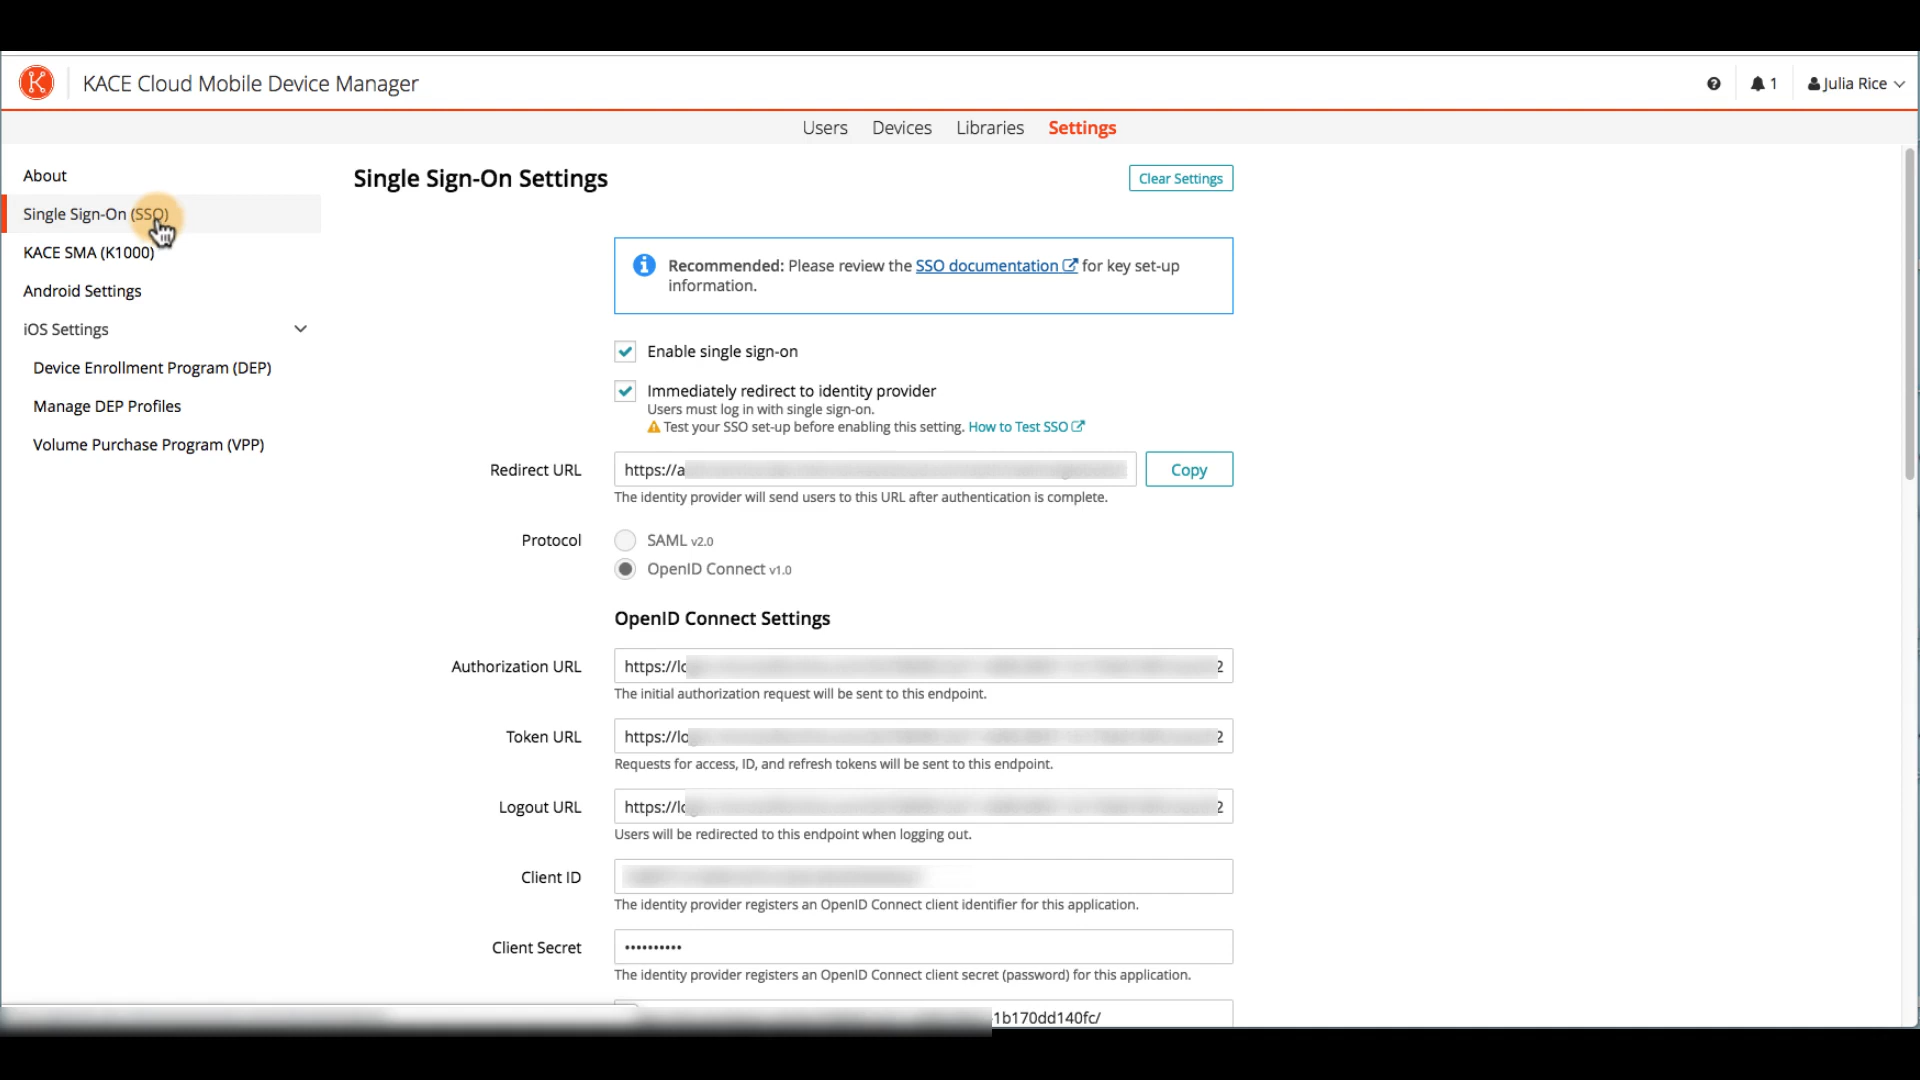 KACE Cloud Mobile Device Manager
1
Julia Rice
Users Devices Libraries Settings
About
Single Sign-On (SSO)
KACE SMA (K1000)
Android Settings
iOS Settings
Device Enrollment Program (DEP)
Manage DEP Profiles
Volume Purchase Program (VPP)
Single Sign-On Settings
Clear Settings
Recommended: Please review the SSO documentation for key set-up
information.
Enable single sign-on
Immediately redirect to identity provider
Users must log in with single sign-on.
Test your SSO set-up before enabling this setting. How to Test SSO
Redirect URL https://a Copy
The identity provider will send users to this URL after authentication is complete.
Protocol SAML v2.0
OpenID Connect v1.0
OpenID Connect Settings
Authorization URL https://lo 2
The initial authorization request will be sent to this endpoint.
Token URL https://lo 2
Requests for access, ID, and refresh tokens will be sent to this endpoint.
Logout URL https://lo 2
Users will be redirected to this endpoint when logging out.
Client ID
The identity provider registers an OpenID Connect client identifier for this application.
Client Secret ••••••••••
The identity provider registers an OpenID Connect client secret (password) for this application.
1b170dd140fc/